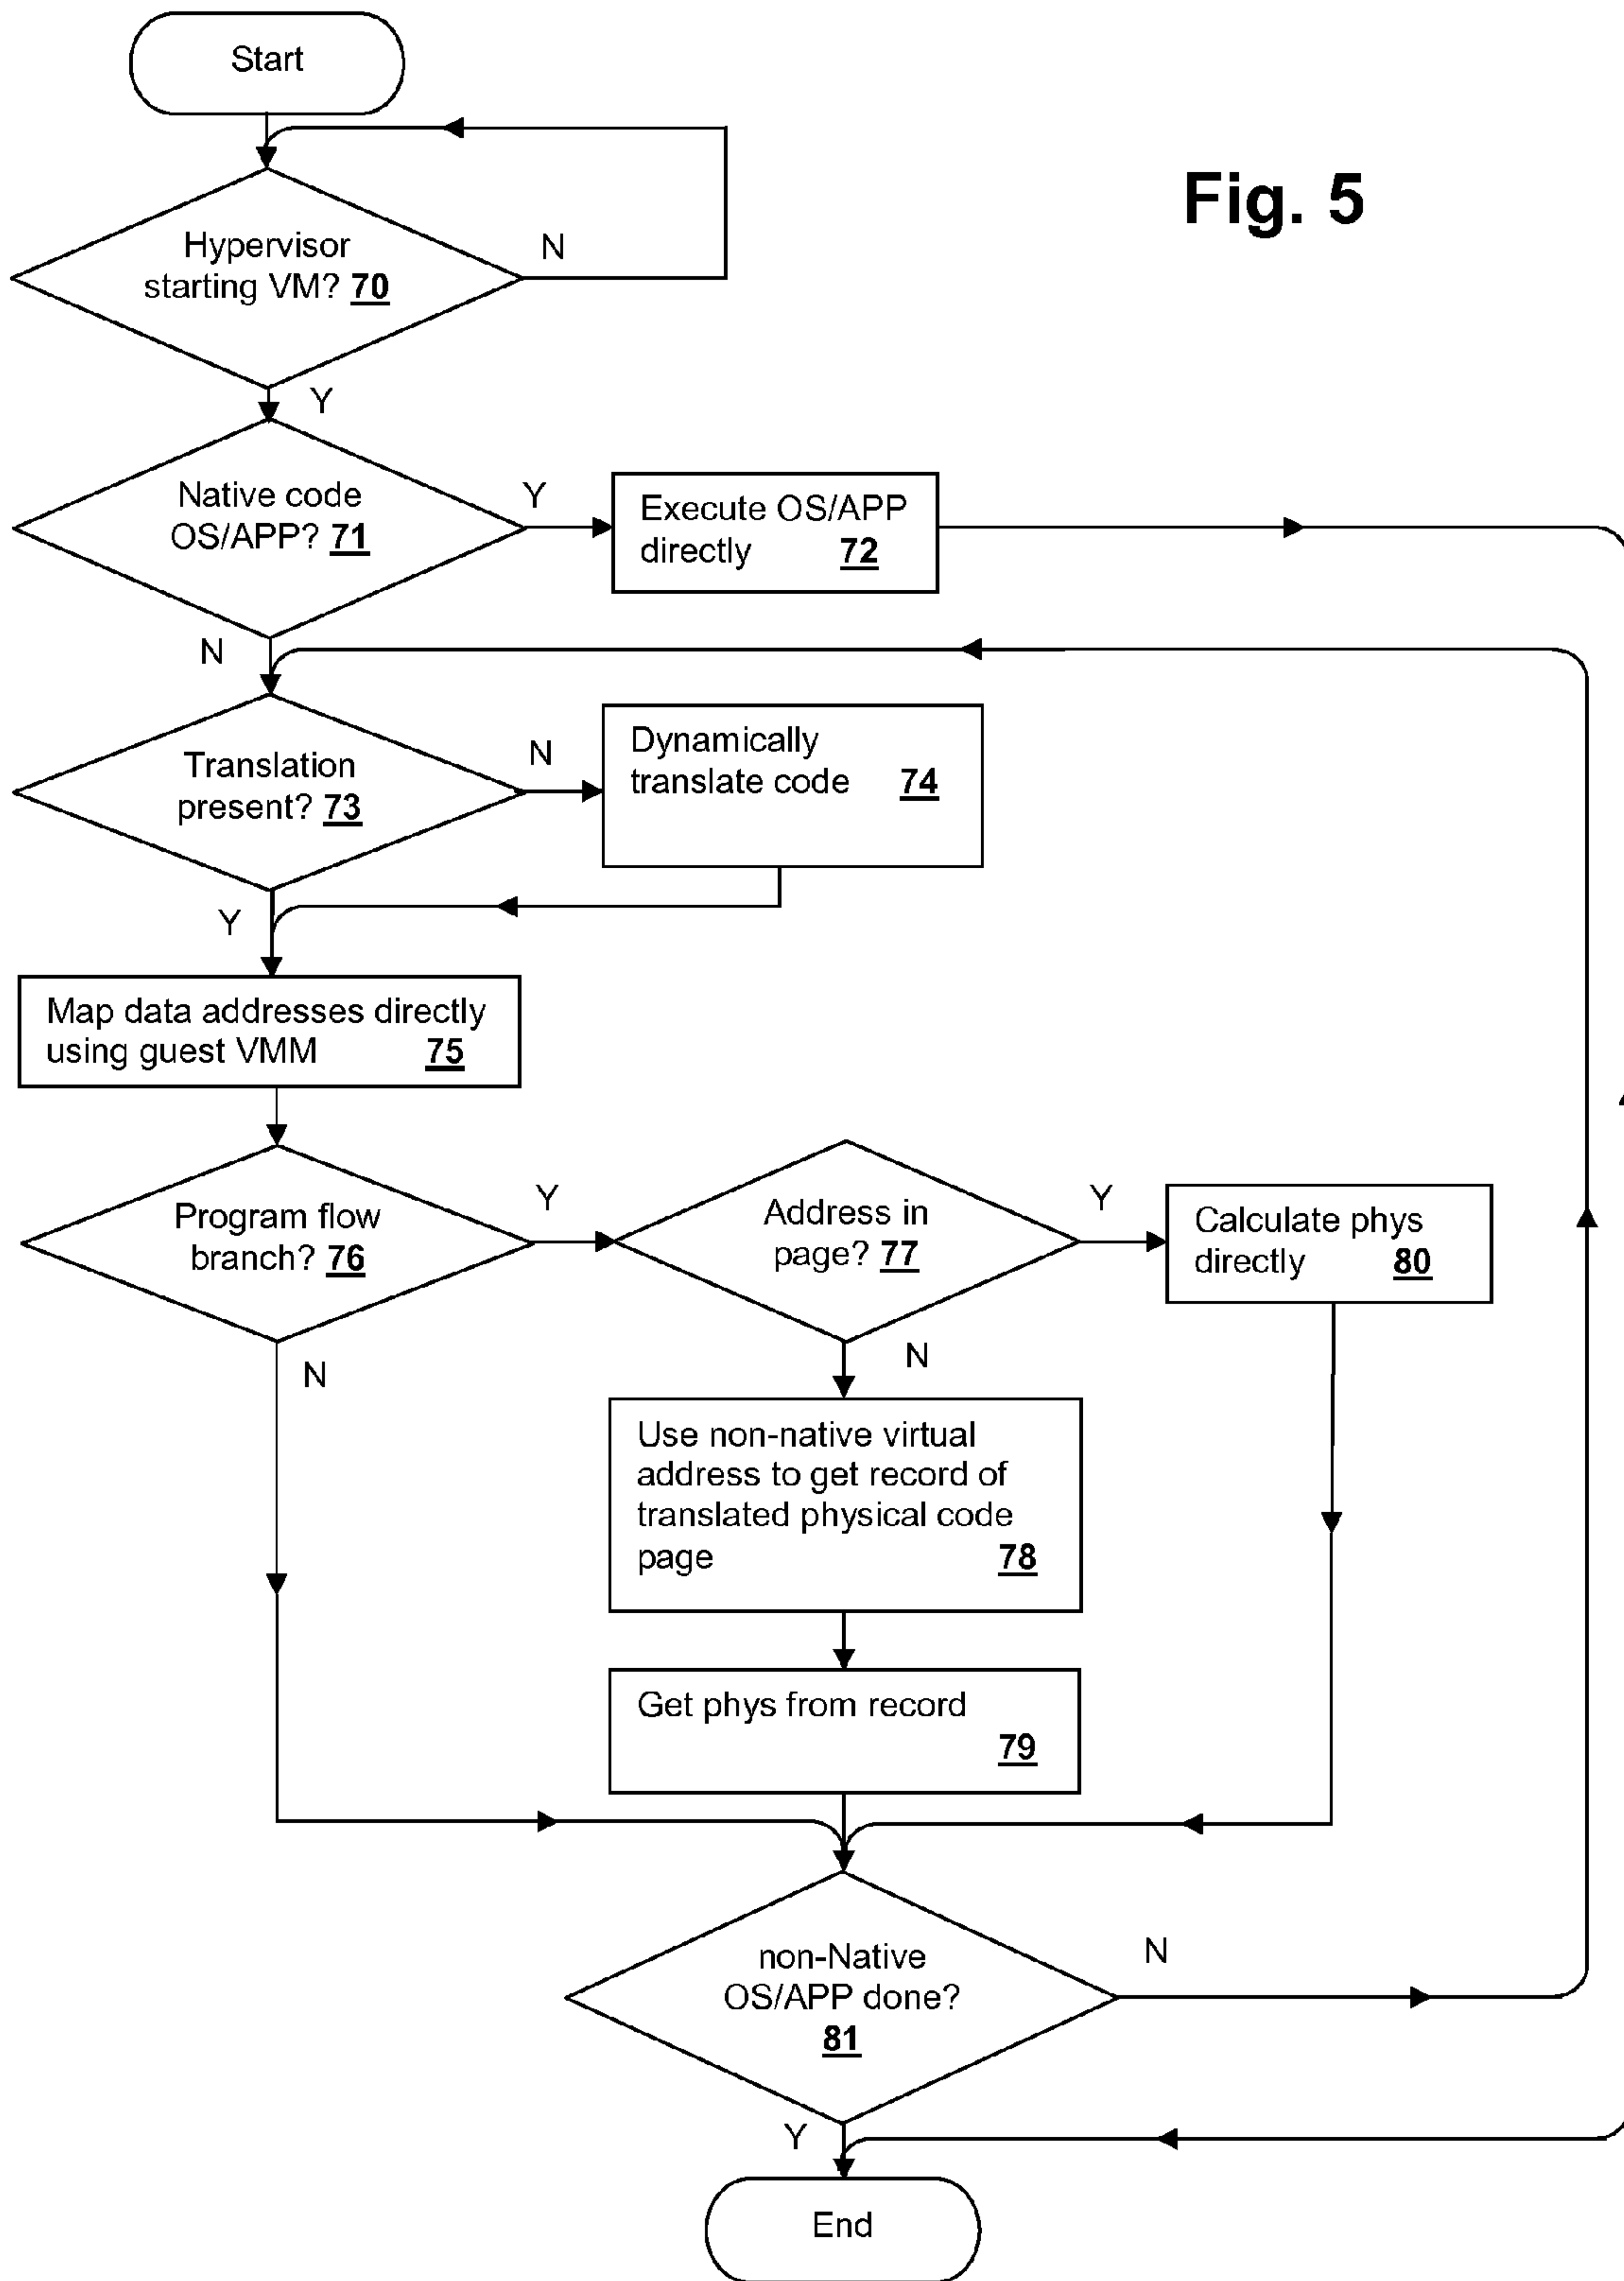 Start
Fig. 5
Hypervisor
starting VM? 70
N
Y
Native code
OS/APP? 71
Y
Execute OS/APP
directly 72
N
Translation
present? 73
N
Dynamically
translate code 74
Y
Map data addresses directly
using guest VMM 75
Program flow
branch? 76
Y
Address in
page? 77
Y
Calculate phys
directly 80
N
N
Use non-native virtual
address to get record of
translated physical code
page 78
Get phys from record
79
non-Native
OS/APP done?
81
N
Y
End